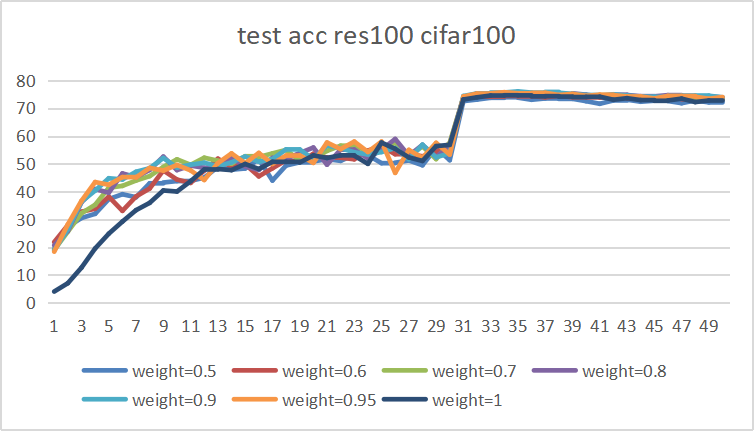 test acc res100 cifar100
80
70
60
50
40
30
20
10
0
1 3 5 7 9 11 13 15 17 19 21 23 25 27 29 31 33 35 37 39 41 43 45 47 49
weight=0.5 weight=0.6 weight=0.7 weight=0.8
weight=0.9 weight=0.95 weight=1